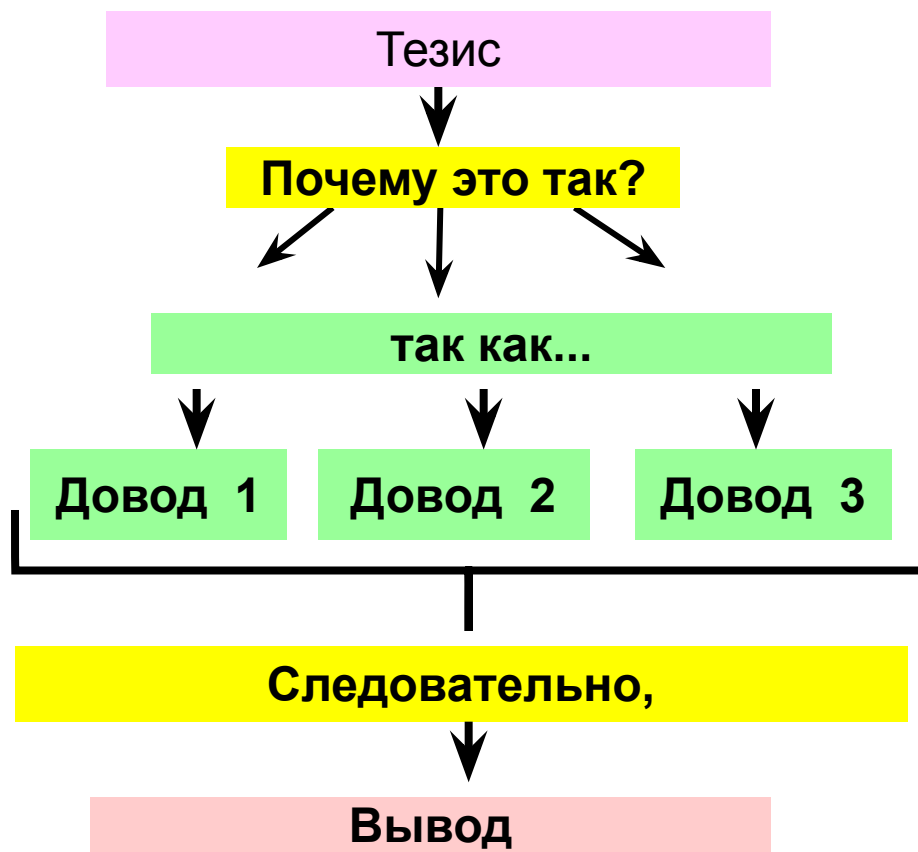 Тезис
Почему это так?
так как...
Довод 1
Довод 2
Довод 3
Следовательно,
Вывод